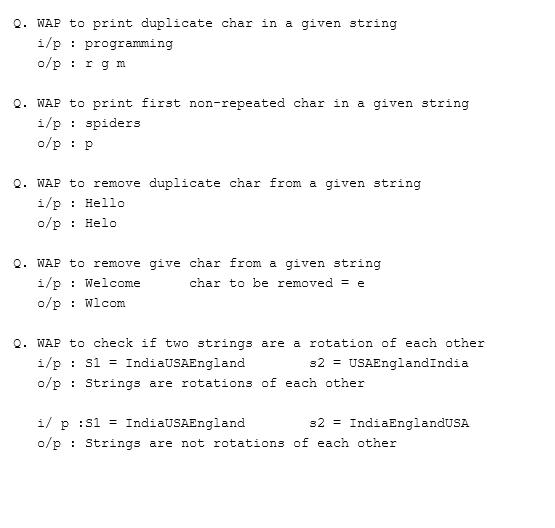 Q. WAP to print duplicate char in a given string
i/p : programming
o/p : r g m
Q. WAP to print first non-repeated char in a given string
i/p : spiders
o/p : p
Q. WAP to remove duplicate char from a given string
i/p : Hello
o/p : Helo
Q. WAP to remove give char from a given string
i/p : Welcome char to be removed = e
o/p : Wlcom
Q. WAP to check if two strings are a rotation of each other
i/p : S1 = IndiaUSAEngland s2 = USAEnglandIndia
o/p : Strings are rotations of each other
i/ p :S1 = IndiaUSAEngland s2 = IndiaEnglandUSA
o/p : Strings are not rotations of each other